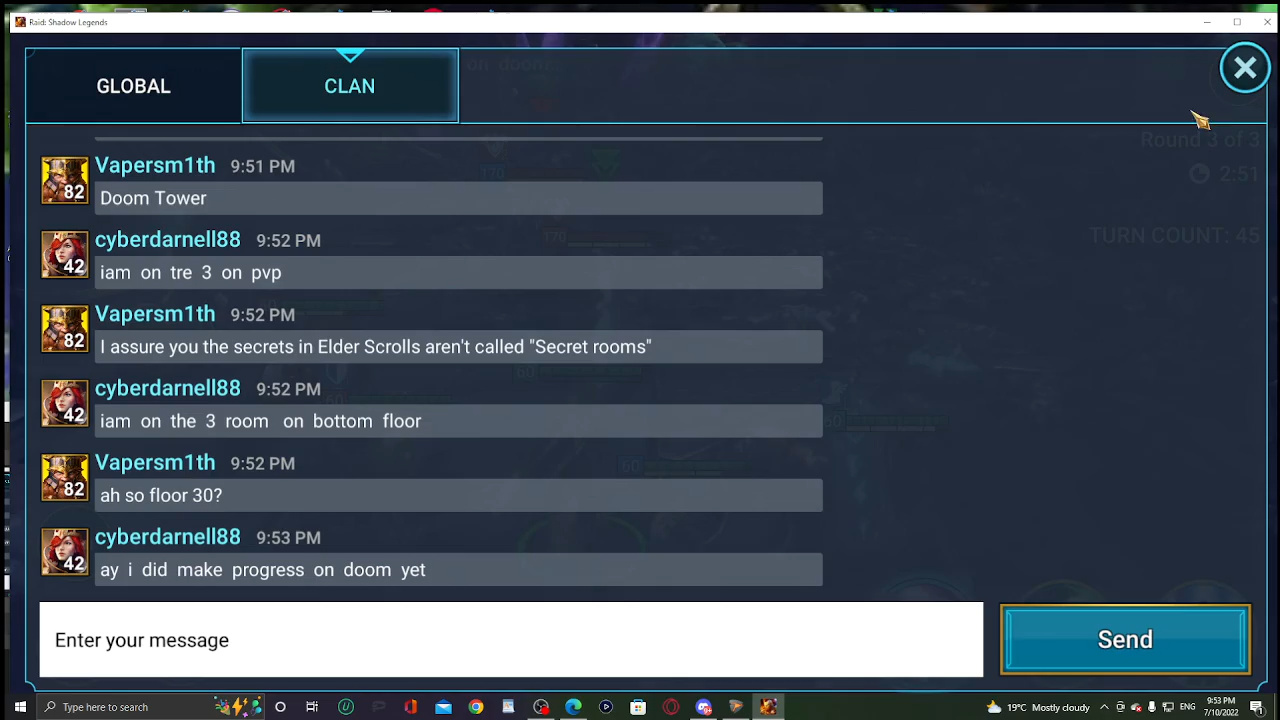 Raid: Shadow Legends
GLOBAL
CLAN
Round 3 of 3
2:51
TURN COUNT: 45
Vapersm1th 9:51 PM
82
Doom Tower
cyberdarnell88 9:52 PM
42
iam on tre 3 on pvp
Vapersm1th 9:52 PM
82
I assure you the secrets in Elder Scrolls aren't called "Secret rooms"
cyberdarnell88 9:52 PM
42
iam on the 3 room on bottom floor
Vapersm1th 9:52 PM
82
ah so floor 30?
cyberdarnell88 9:53 PM
42
ay i did make progress on doom yet
Enter your message
Send
Type here to search
19°C Mostly cloudy
ENG
9:53 PM
7/10/2022